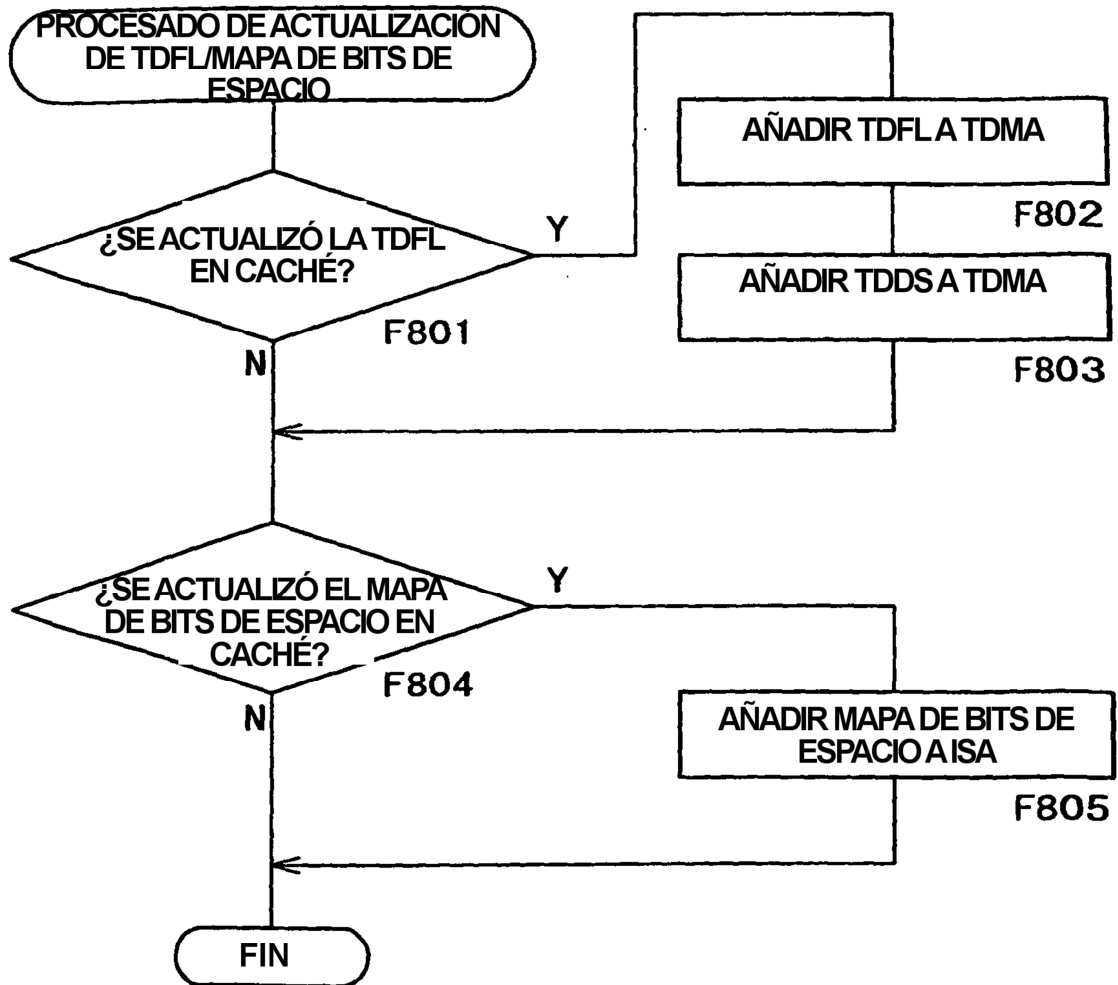 PROCESADO DE ACTUALIZACIÓN
DE TDFL/MAPA DE BITS DE
ESPACIO
¿SE ACTUALIZÓ LA TDFL
EN CACHÉ?
Y
F801
N
AÑADIR TDFL A TDMA
F802
AÑADIR TDDS A TDMA
F803
¿SE ACTUALIZÓ EL MAPA
DE BITS DE ESPACIO EN
CACHÉ?
Y
F804
N
AÑADIR MAPA DE BITS DE
ESPACIO A ISA
F805
FIN